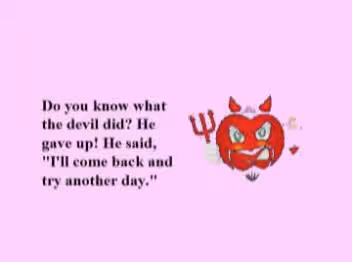 Do you know what
the devil did? He
gave up! He said,
"I'll come back and
try another day."